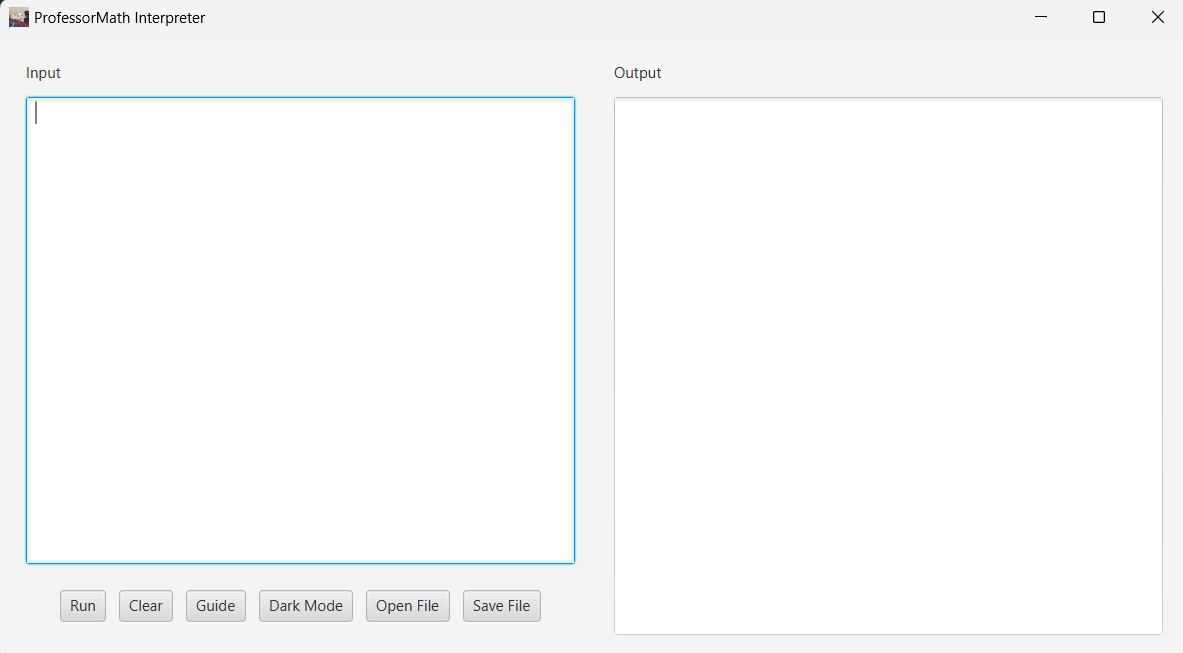 ProfessorMath Interpreter
Input
Output
Run
Clear
Guide
Dark Mode
Open File
Save File